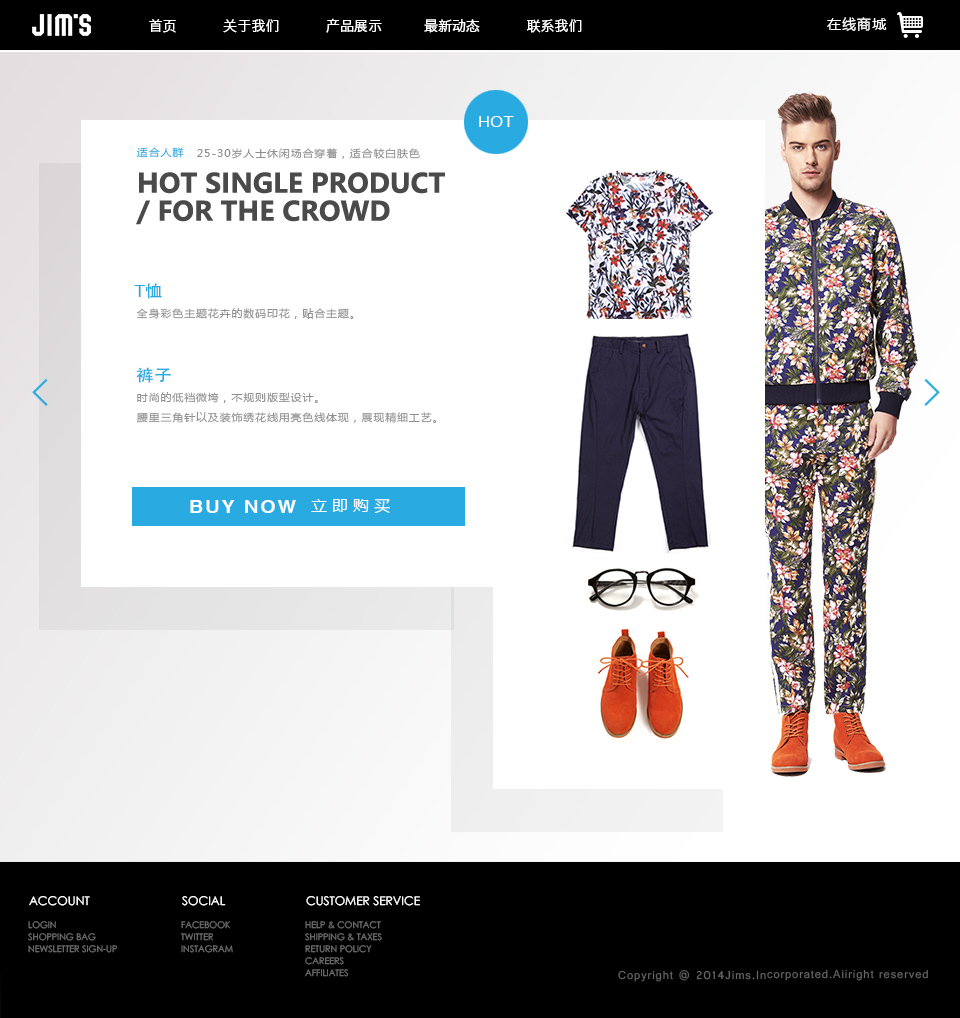 JIM'S
首页 关于我们 产品展示 最新动态 联系我们 在线商城
HOT
适合人群 25-30岁人士休闲场合穿着，适合较白肤色
HOT SINGLE PRODUCT
/ FOR THE CROWD
T恤
全身彩色主题花卉的数码印花，贴合主题。
裤子
时尚的低裆微垮，不规则版型设计。
腰里三角针以及装饰绣花线用亮色线体现，展现精细工艺。
BUY NOW 立即购买
ACCOUNT
LOGIN
SHOPPING BAG
NEWSLETTER SIGN-UP
SOCIAL
FACEBOOK
TWITTER
INSTAGRAM
CUSTOMER SERVICE
HELP & CONTACT
SHIPPING & TAXES
RETURN POLICY
CAREERS
AFFILIATES
Copyright @ 2014Jims.Incorporated.Aiiright reserved